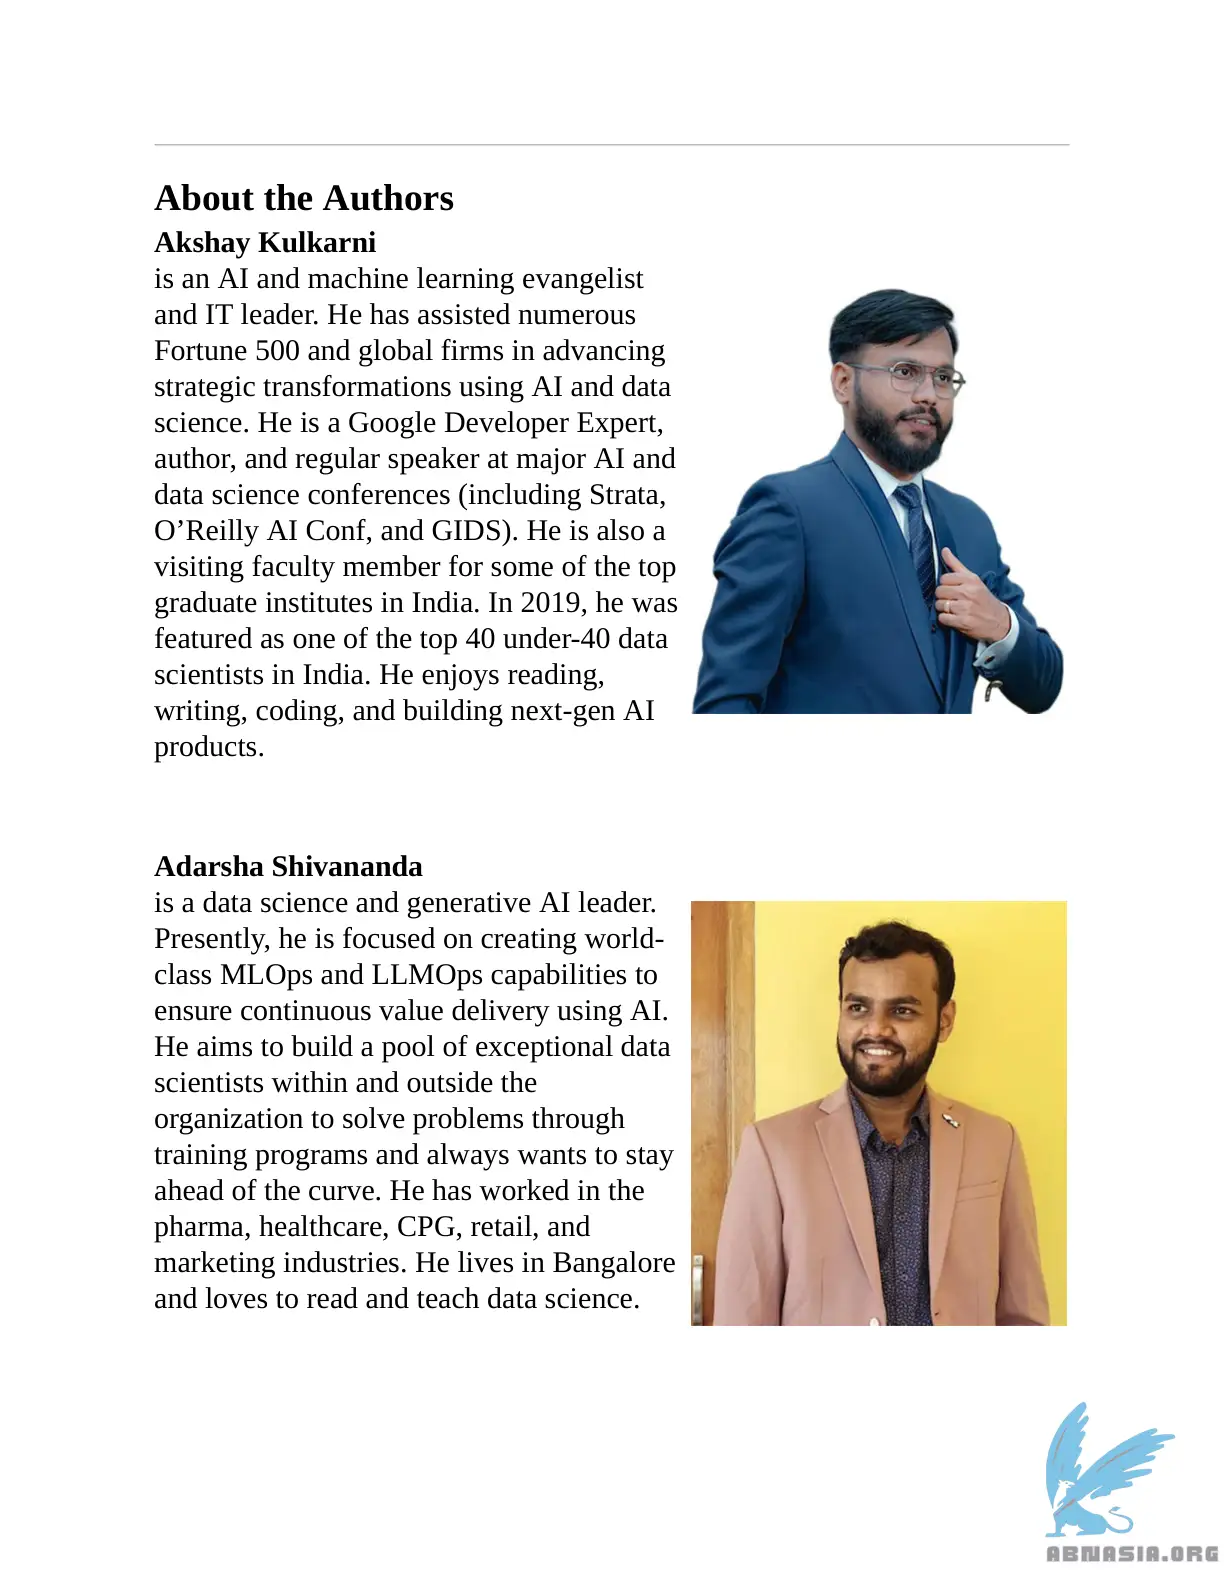 About the Authors
Akshay Kulkarni
is an AI and machine learning evangelist
and IT leader. He has assisted numerous
Fortune 500 and global firms in advancing
strategic transformations using AI and data
science. He is a Google Developer Expert,
author, and regular speaker at major AI and
data science conferences (including Strata,
O’Reilly AI Conf, and GIDS). He is also a
visiting faculty member for some of the top
graduate institutes in India. In 2019, he was
featured as one of the top 40 under-40 data
scientists in India. He enjoys reading,
writing, coding, and building next-gen AI
products.
Adarsha Shivananda
is a data science and generative AI leader.
Presently, he is focused on creating world-
class MLOps and LLMOps capabilities to
ensure continuous value delivery using AI.
He aims to build a pool of exceptional data
scientists within and outside the
organization to solve problems through
training programs and always wants to stay
ahead of the curve. He has worked in the
pharma, healthcare, CPG, retail, and
marketing industries. He lives in Bangalore
and loves to read and teach data science.
ABNASIA.ORG